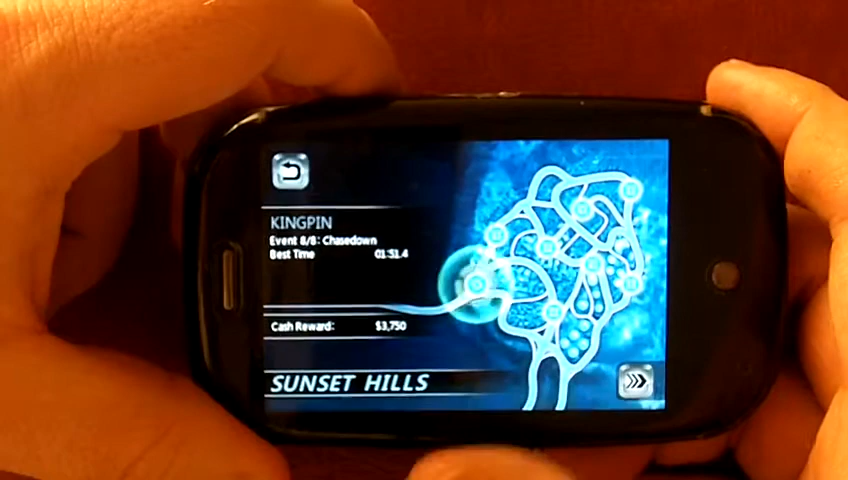 KINGPIN
Event 8/8: Chasedown
Best Time 01:51.4
Cash Reward: $3,750
SUNSET HILLS